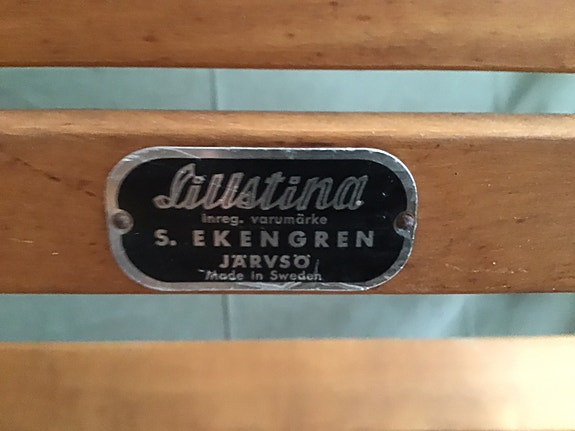 Lillstina
inreg. varumärke
S. EKENGREN
JÄRVSÖ
Made in Sweden